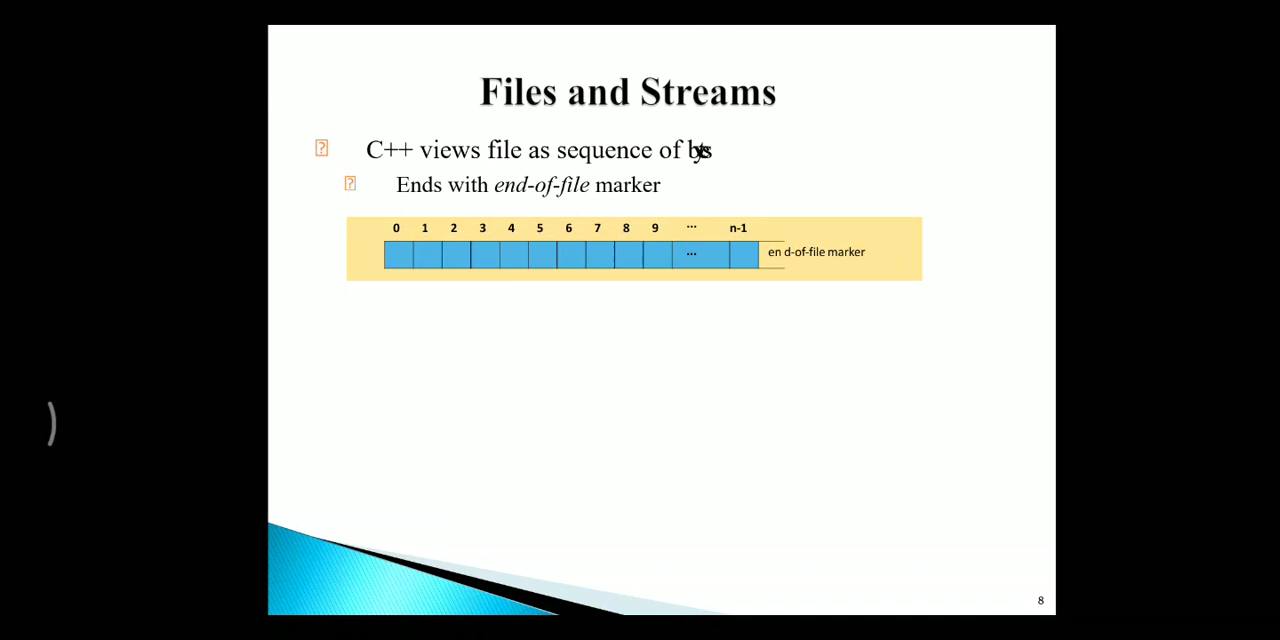 Files and Streams
C++ views file as sequence of bytes
Ends with end-of-file marker
0 1 2 3 4 5 6 7 8 9 ... n-1
... en d-of-file marker
8